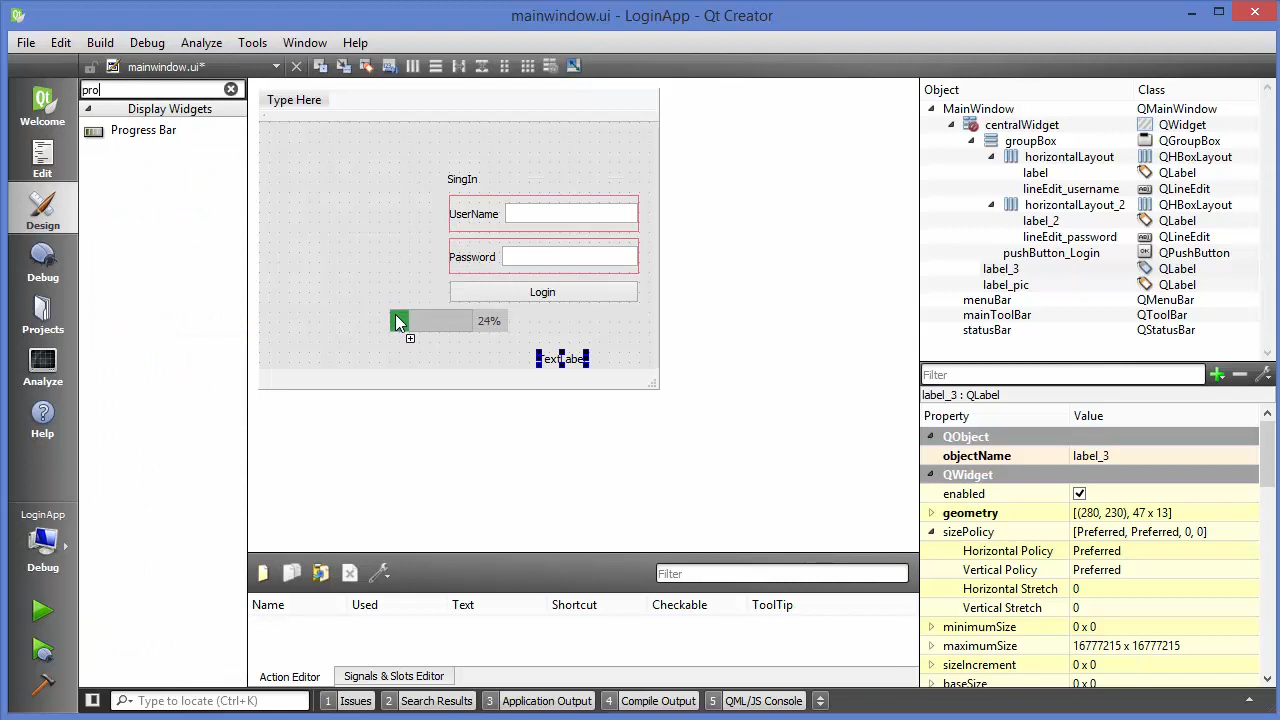 mainwindow.ui - LoginApp - Qt Creator
File Edit Build Debug Tools Analyze Window Help
mainwindow.ui*
pro
Display Widgets
Progress Bar
Welcome
Edit
Design
Debug
Projects
Analyze
Help
LoginApp
Debug
Type Here
SingIn
UserName
Password
Login
24%
TextLabel
Object Class
MainWindow QMainWindow
centralWidget QWidget
groupBox QGroupBox
horizontalLayout QHBoxLayout
label QLabel
lineEdit_username QLineEdit
horizontalLayout_2 QHBoxLayout
label_2 QLabel
lineEdit_password QLineEdit
pushButton_Login QPushButton
label_3 QLabel
label_pic QLabel
menuBar QMenuBar
mainToolBar QToolBar
statusBar QStatusBar
Filter
label_3 : QLabel
Property Value
QObject
objectName label_3
QWidget
enabled
geometry [(280, 230), 47 x 13]
sizePolicy [Preferred, Preferred, 0, 0]
Horizontal Policy Preferred
Vertical Policy Preferred
Horizontal Stretch 0
Vertical Stretch 0
minimumSize 0 x 0
maximumSize 16777215 x 16777215
sizeIncrement 0 x 0
baseSize 0 x 0
Filter
Name Used Text Shortcut Checkable ToolTip
Action Editor Signals & Slots Editor
Type to locate (Ctrl+K) 1 Issues 2 Search Results 3 Application Output 4 Compile Output 5 QML/JS Console